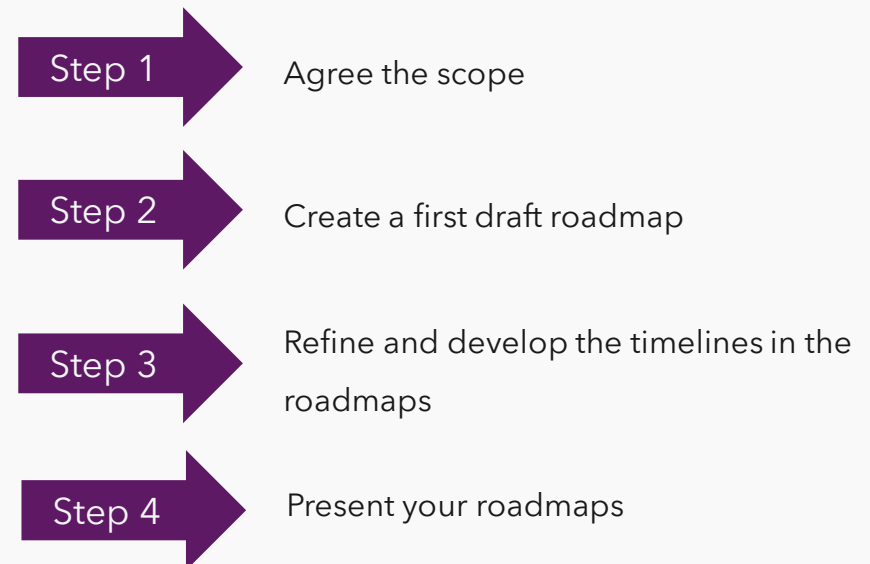 Step 1
Agree the scope
Step 2
Create a first draft roadmap
Step 3
Refine and develop the timelines in the
roadmaps
Step 4
Present your roadmaps